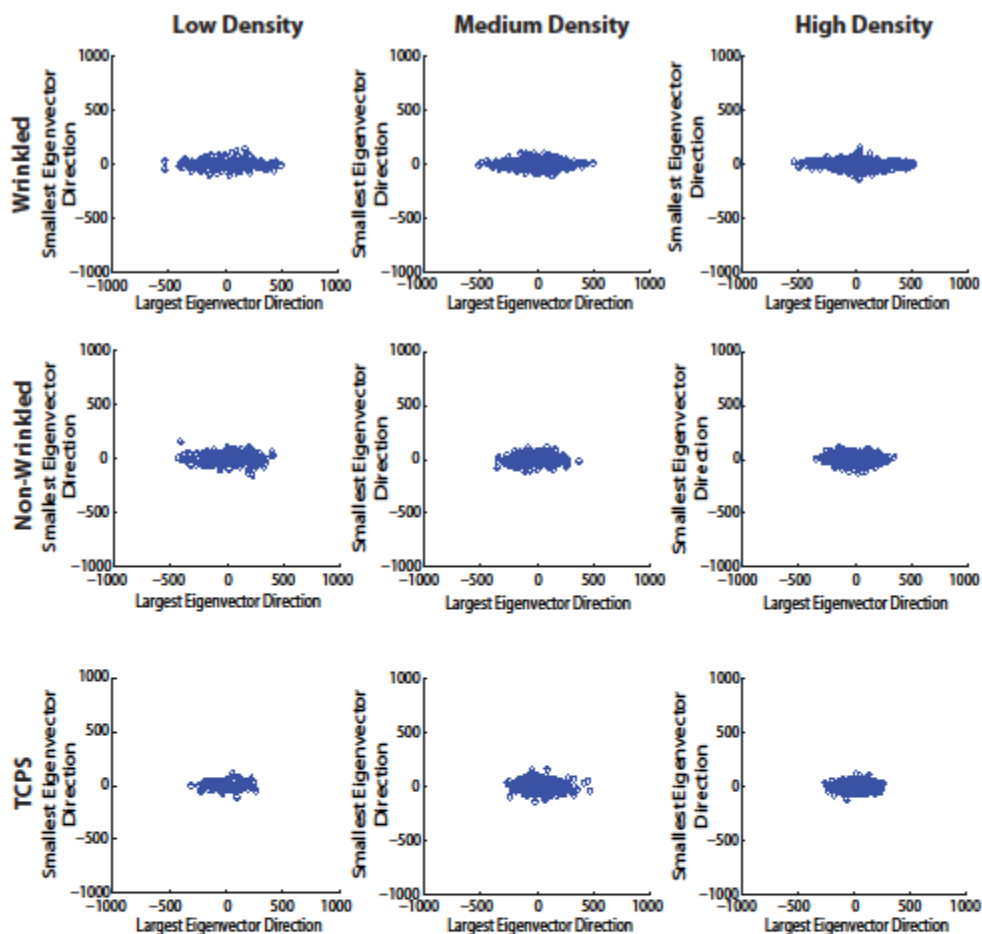 Low Density
Medium Density
High Density
Wrinkled
Smallest Eigenvector
Direction
1000
500
0
−500
−1000
−1000
−500
0
500
1000
Largest Eigenvector Direction
Smallest Eigenvector
Direction
1000
500
0
−500
−1000
−1000
−500
0
500
1000
Largest Eigenvector Direction
Smallest Eigenvector
Direction
1000
500
0
−500
−1000
−1000
−500
0
500
1000
Largest Eigenvector Direction
Non-Wrinkled
Smallest Eigenvector
Direction
1000
500
0
−500
−1000
−1000
−500
0
500
1000
Largest Eigenvector Direction
Smallest Eigenvector
Direction
1000
500
0
−500
−1000
−1000
−500
0
500
1000
Largest Eigenvector Direction
Smallest Eigenvector
Direction
1000
500
0
−500
−1000
−1000
−500
0
500
1000
Largest Eigenvector Direction
TCPS
Smallest Eigenvector
Direction
1000
500
0
−500
−1000
−1000
−500
0
500
1000
Largest Eigenvector Direction
Smallest Eigenvector
Direction
1000
500
0
−500
−1000
−1000
−500
0
500
1000
Largest Eigenvector Direction
Smallest Eigenvector
Direction
1000
500
0
−500
−1000
−1000
−500
0
500
1000
Largest Eigenvector Direction